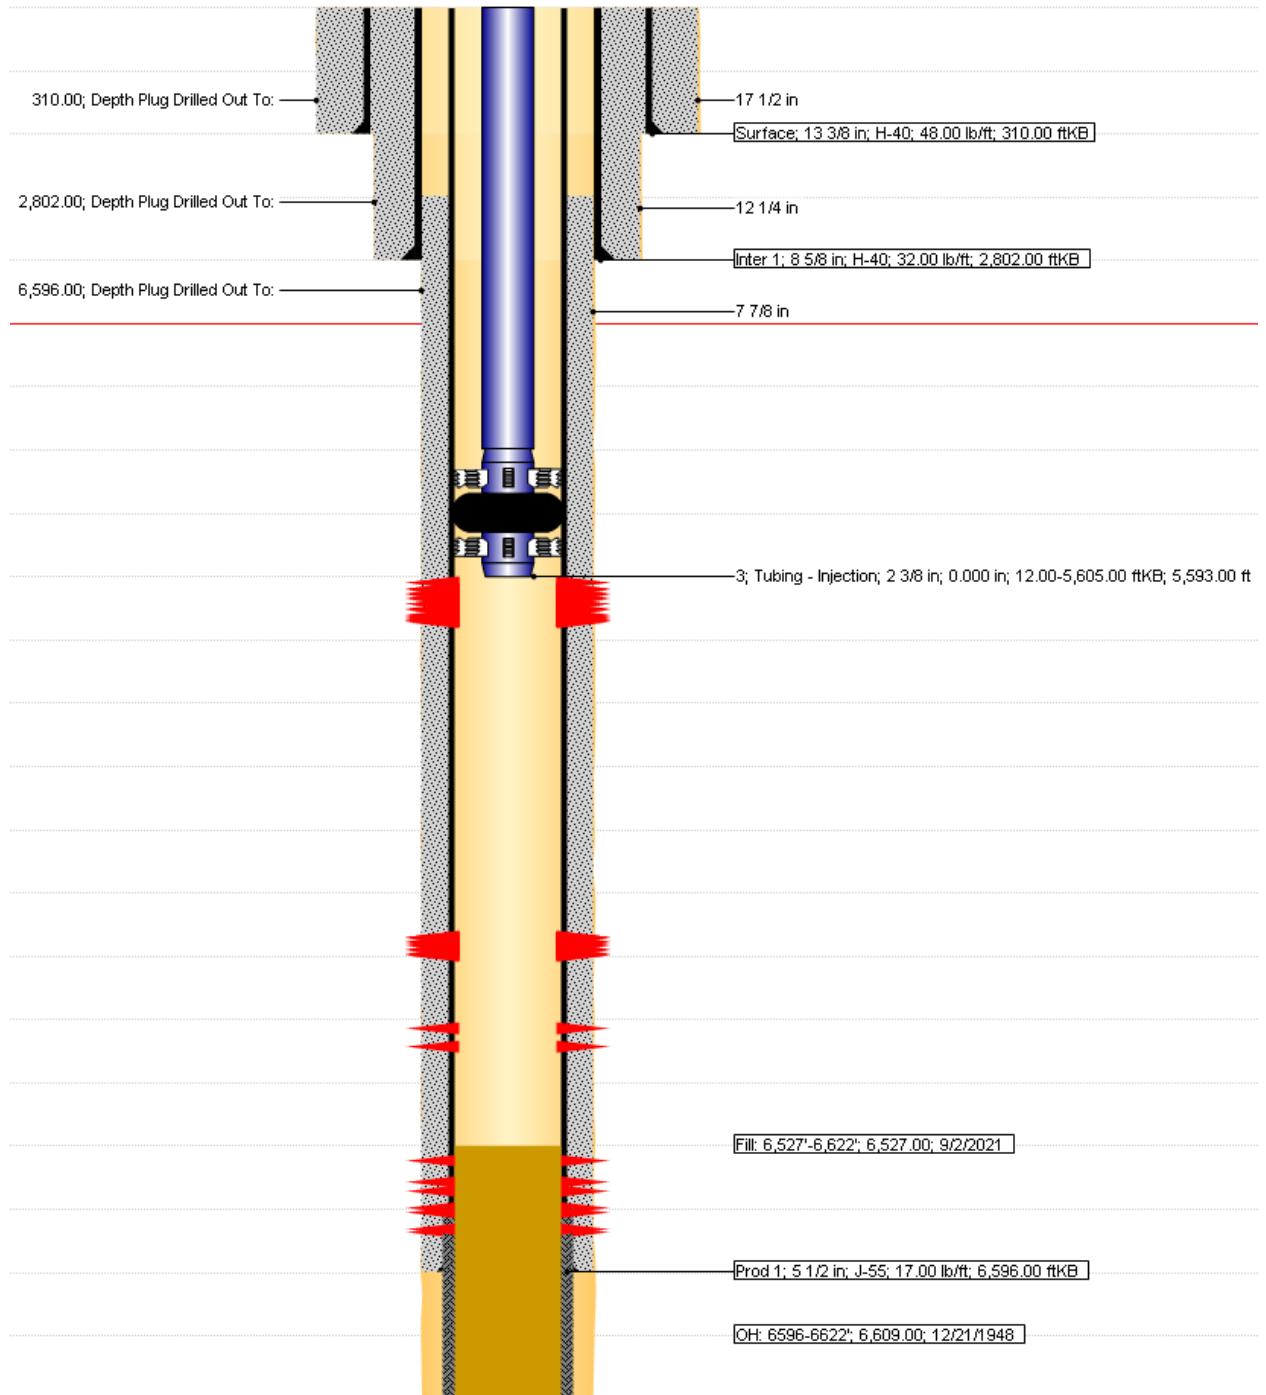 310.00; Depth Plug Drilled Out To:
17 1/2 in
Surface; 13 3/8 in; H-40; 48.00 lb/ft; 310.00 ftKB
2,802.00; Depth Plug Drilled Out To:
12 1/4 in
Inter 1; 8 5/8 in; H-40; 32.00 lb/ft; 2,802.00 ftKB
6,596.00; Depth Plug Drilled Out To:
7 7/8 in
3; Tubing - Injection; 2 3/8 in; 0.000 in; 12.00-5,605.00 ftKB; 5,593.00 ft
Fill: 6,527'-6,622'; 6,527.00; 9/2/2021
Prod 1; 5 1/2 in; J-55; 17.00 lb/ft; 6,596.00 ftKB
OH: 6596-6622'; 6,609.00; 12/21/1948